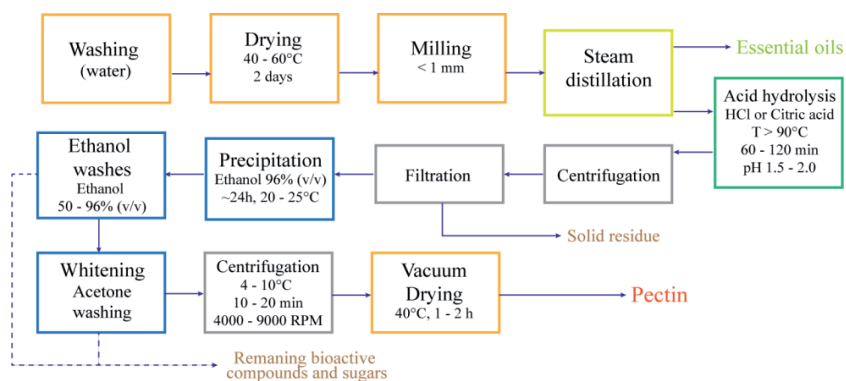 Washing
(water)
Drying
40 - 60°C
2 days
Milling
< 1 mm
Steam
distillation
Essential oils
Acid hydrolysis
HCl or Citric acid
T > 90°C
60 - 120 min
pH 1.5 - 2.0
Ethanol
washes
Ethanol
50 - 96% (v/v)
Precipitation
Ethanol 96% (v/v)
~24h, 20 - 25°C
Filtration
Centrifugation
Solid residue
Whitening
Acetone
washing
Centrifugation
4 - 10°C
10 - 20 min
4000 - 9000 RPM
Vacuum
Drying
40°C, 1 - 2 h
Pectin
Remaning bioactive
compounds and sugars